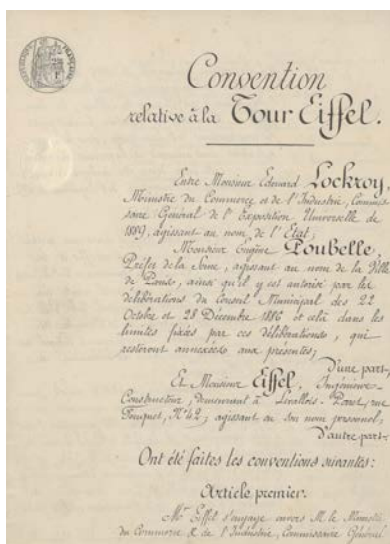 Convention
relative à la Tour Eiffel.
Entre Monsieur Edouard Lockroy,
Ministre du Commerce et de l'Industrie, Commis-
saire Général de l'Exposition Universelle de
1889, agissant au nom de l'Etat;
Monsieur Eugène Poubelle,
Préfet de la Seine, agissant au nom de la Ville
de Paris, ainsi qu'il y est autorisé par les
délibérations du Conseil Municipal des 22
Octobre et 28 Décembre 1886 et cela dans les
limites fixées par ces délibérations, qui
resteront annexées aux présentes;
D'une part,
Et Monsieur Eiffel, Ingénieur-
Constructeur, demeurant à Levallois-Perret, rue
Fouquet, N° 42; agissant en son nom personnel;
D'autre part-
Ont été faites les conventions suivantes:
Article premier.
Mr Eiffel s'engage envers M. le Ministre
du Commerce & de l'Industrie, Commissaire Général